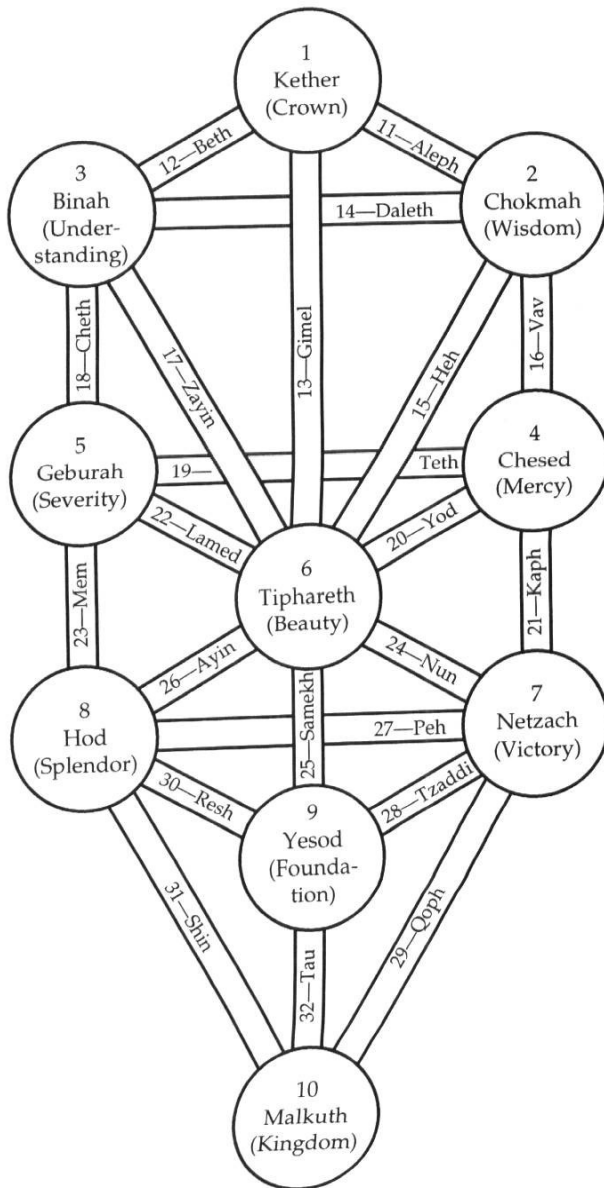 1
Kether
(Crown)
12—Beth
11—Aleph
3
Binah
(Under-
standing)
2
Chokmah
(Wisdom)
14—Daleth
13—Gimel
18—Cheth
17—Zayin
15—Heh
16—Vav
5
Geburah
(Severity)
19—
Teth
4
Chesed
(Mercy)
22—Lamed
20—Yod
6
Tiphareth
(Beauty)
23—Mem
21—Kaph
26—Ayin
24—Nun
25—Samekh
8
Hod
(Splendor)
27—Peh
7
Netzach
(Victory)
30—Resh
28—Tzaddi
9
Yesod
(Founda-
tion)
31—Shin
32—Tau
29—Qoph
10
Malkuth
(Kingdom)